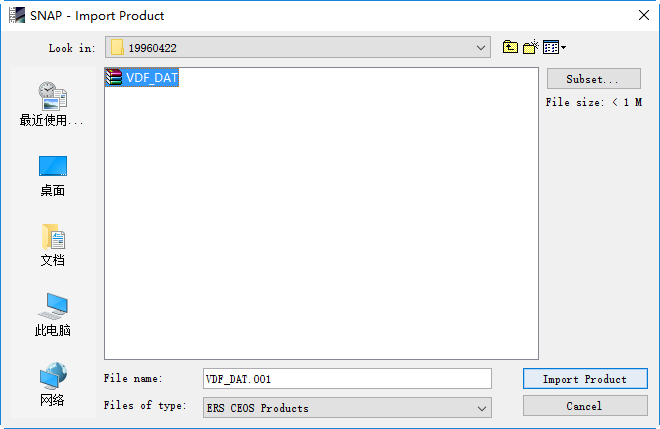 SNAP - Import Product
Look in: 19960422
VDF_DAT
Subset...
File size: < 1 M
最近使用...
桌面
文档
此电脑
网络
File name: VDF_DAT.001
Import Product
Files of type: ERS CEOS Products
Cancel